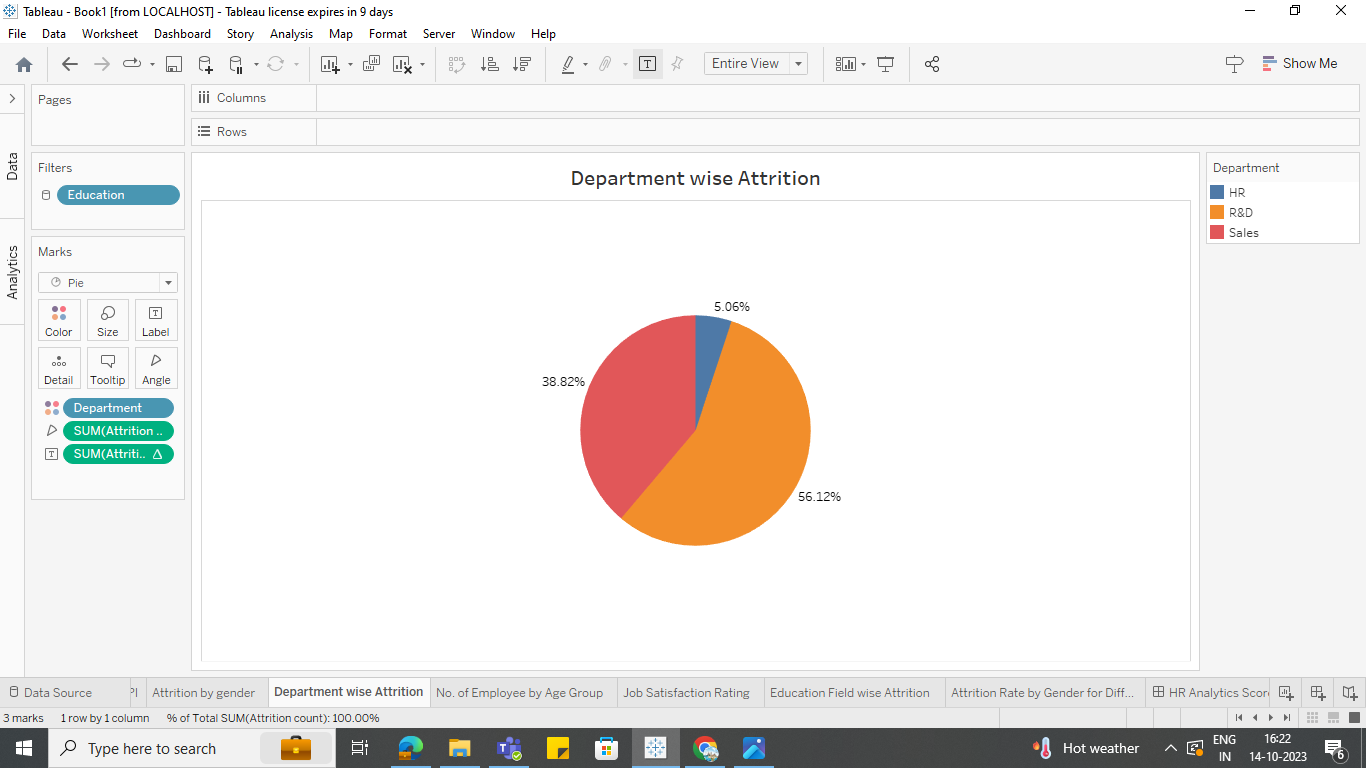 Tableau - Book1 [from LOCALHOST] - Tableau license expires in 9 days
File Data Worksheet Dashboard Story Analysis Map Format Server Window Help
Entire View
Show Me
Pages
Columns
Rows
Data
Analytics
Filters
Education
Marks
Pie
Color Size Label
Detail Tooltip Angle
Department
SUM(Attrition ..
SUM(Attriti..
Department wise Attrition
5.06%
38.82%
56.12%
Department
HR
R&D
Sales
Data Source PI Attrition by gender Department wise Attrition No. of Employee by Age Group Job Satisfaction Rating Education Field wise Attrition Attrition Rate by Gender for Diff... HR Analytics Scor
3 marks 1 row by 1 column % of Total SUM(Attrition count): 100.00%
Type here to search
Hot weather
ENG
IN
16:22
14-10-2023
6